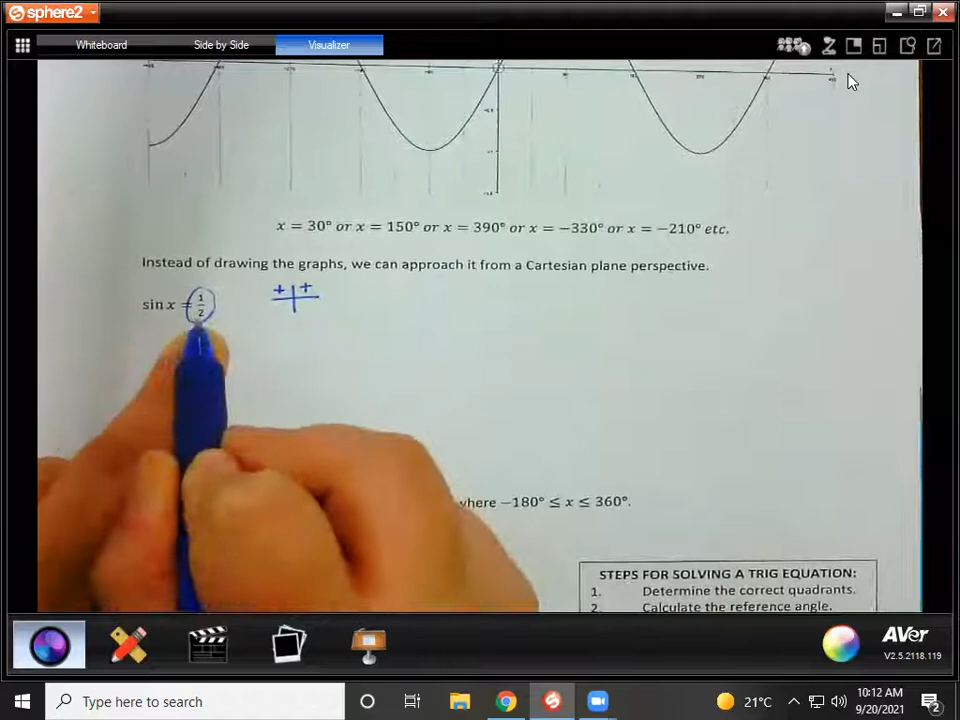 sphere2
Whiteboard Side by Side Visualizer
x = 30° or x = 150° or x = 390° or x = −330° or x = −210° etc.
Instead of drawing the graphs, we can approach it from a Cartesian plane perspective.
+ +
sin x = 1/2
where −180° ≤ x ≤ 360°.
STEPS FOR SOLVING A TRIG EQUATION:
1. Determine the correct quadrants.
2. Calculate the reference angle.
AVer
V2.5.2118.119
Type here to search
21°C
10:12 AM
9/20/2021
2